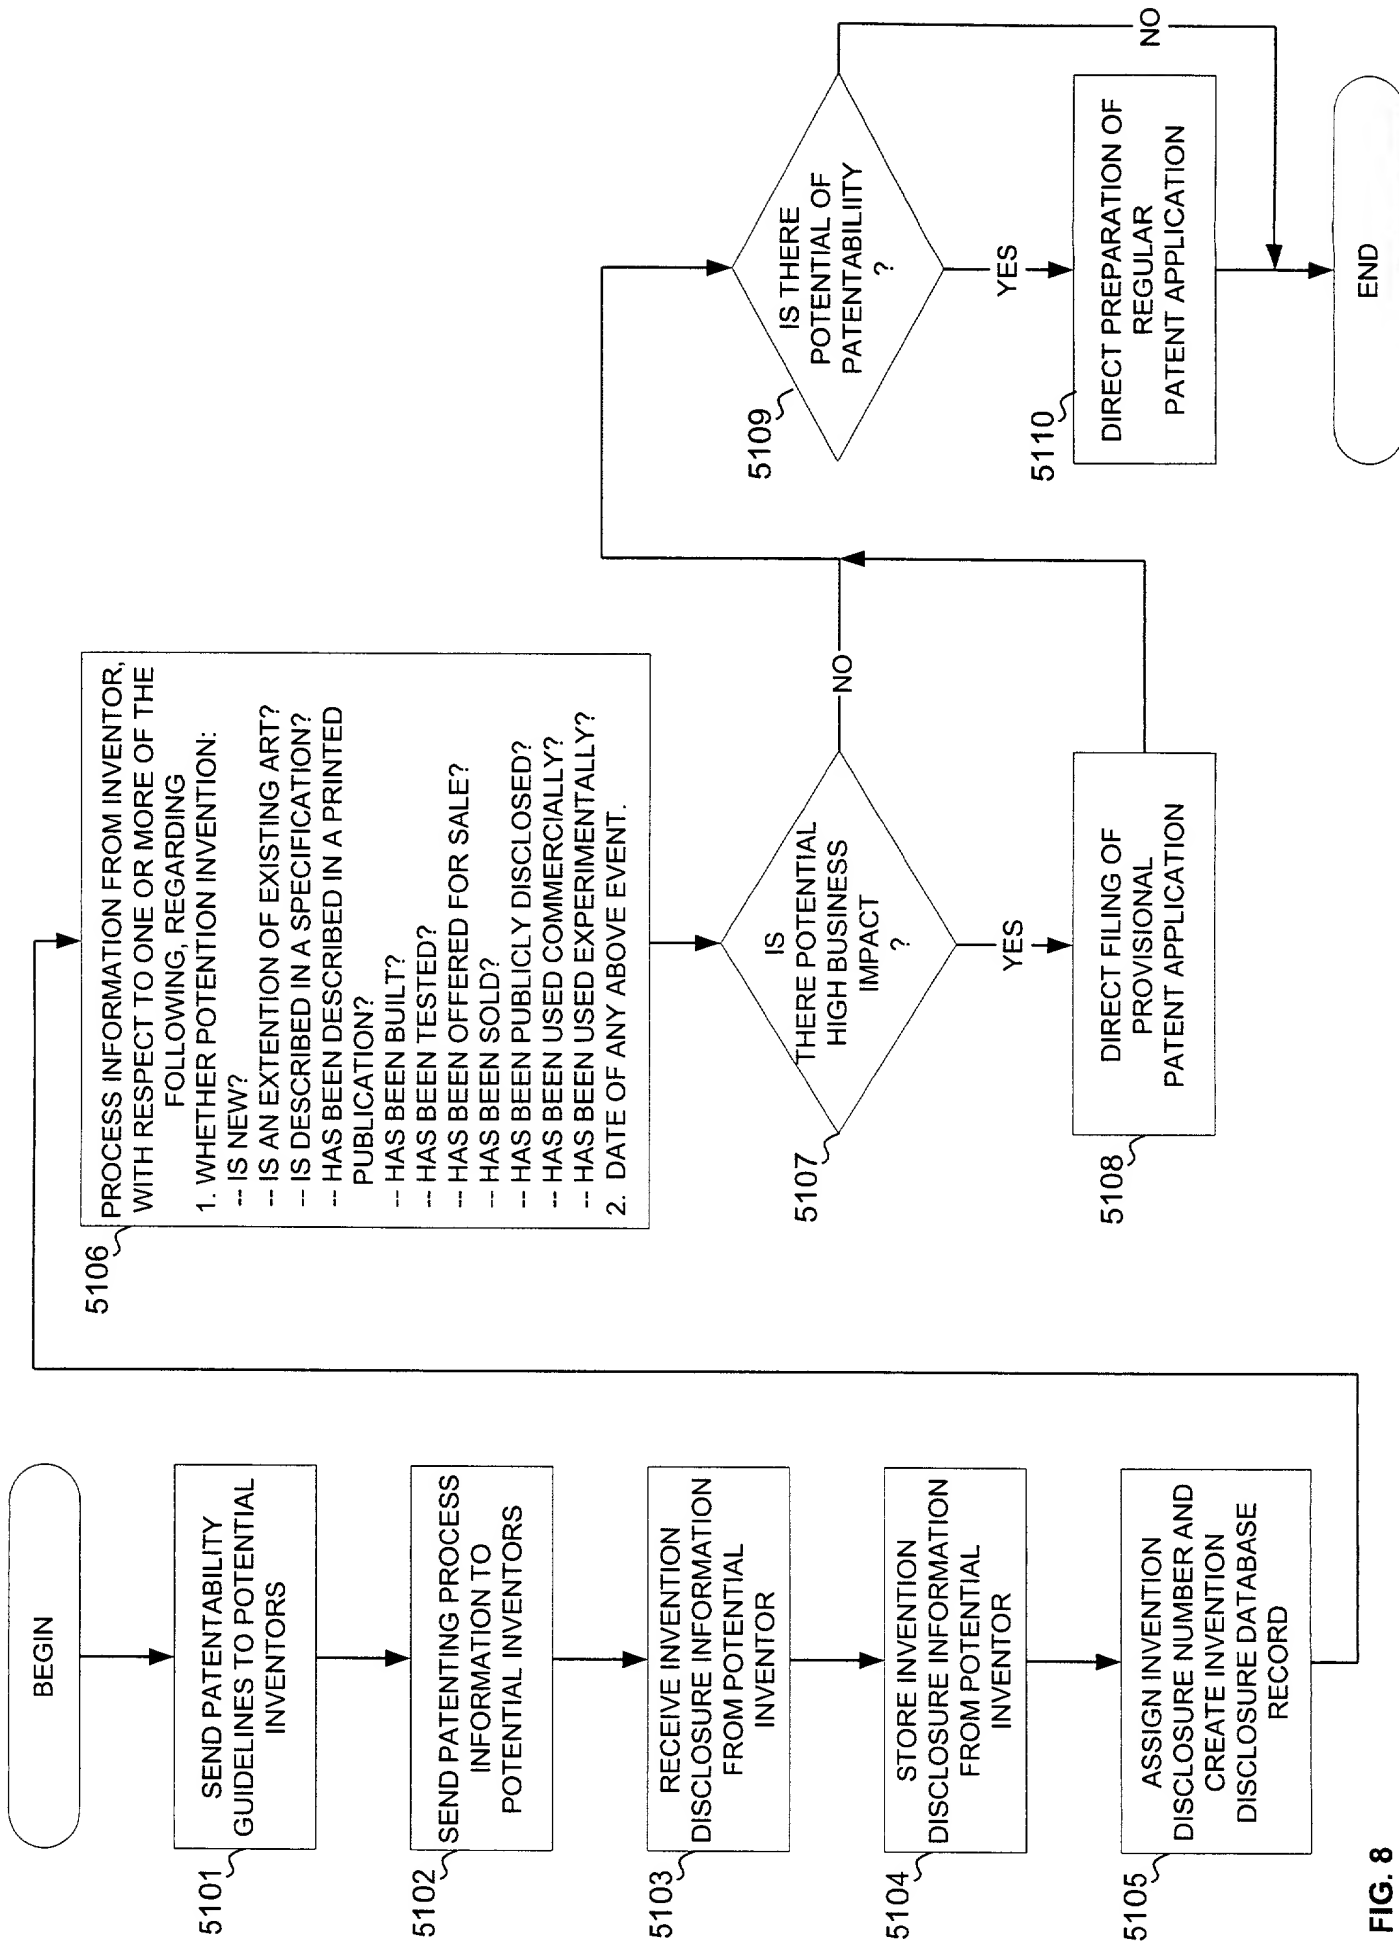 BEGIN
5101
SEND PATENTABILITY
GUIDELINES TO POTENTIAL
INVENTORS
5102
SEND PATENTING PROCESS
INFORMATION TO
POTENTIAL INVENTORS
5103
RECEIVE INVENTION
DISCLOSURE INFORMATION
FROM POTENTIAL
INVENTOR
5104
STORE INVENTION
DISCLOSURE INFORMATION
FROM POTENTIAL
INVENTOR
5105
ASSIGN INVENTION
DISCLOSURE NUMBER AND
CREATE INVENTION
DISCLOSURE DATABASE
RECORD
5106
PROCESS INFORMATION FROM INVENTOR,
WITH RESPECT TO ONE OR MORE OF THE
FOLLOWING, REGARDING
1. WHETHER POTENTION INVENTION:
-- IS NEW?
-- IS AN EXTENTION OF EXISTING ART?
-- IS DESCRIBED IN A SPECIFICATION?
-- HAS BEEN DESCRIBED IN A PRINTED
PUBLICATION?
-- HAS BEEN BUILT?
-- HAS BEEN TESTED?
-- HAS BEEN OFFERED FOR SALE?
-- HAS BEEN SOLD?
-- HAS BEEN PUBLICLY DISCLOSED?
-- HAS BEEN USED COMMERCIALLY?
-- HAS BEEN USED EXPERIMENTALLY?
2. DATE OF ANY ABOVE EVENT.
5107
IS
THERE POTENTIAL
HIGH BUSINESS
IMPACT
?
NO
YES
5108
DIRECT FILING OF
PROVISIONAL
PATENT APPLICATION
5109
IS THERE
POTENTIAL OF
PATENTABILIITY
?
NO
YES
5110
DIRECT PREPARATION OF
REGULAR
PATENT APPLICATION
END
FIG. 8